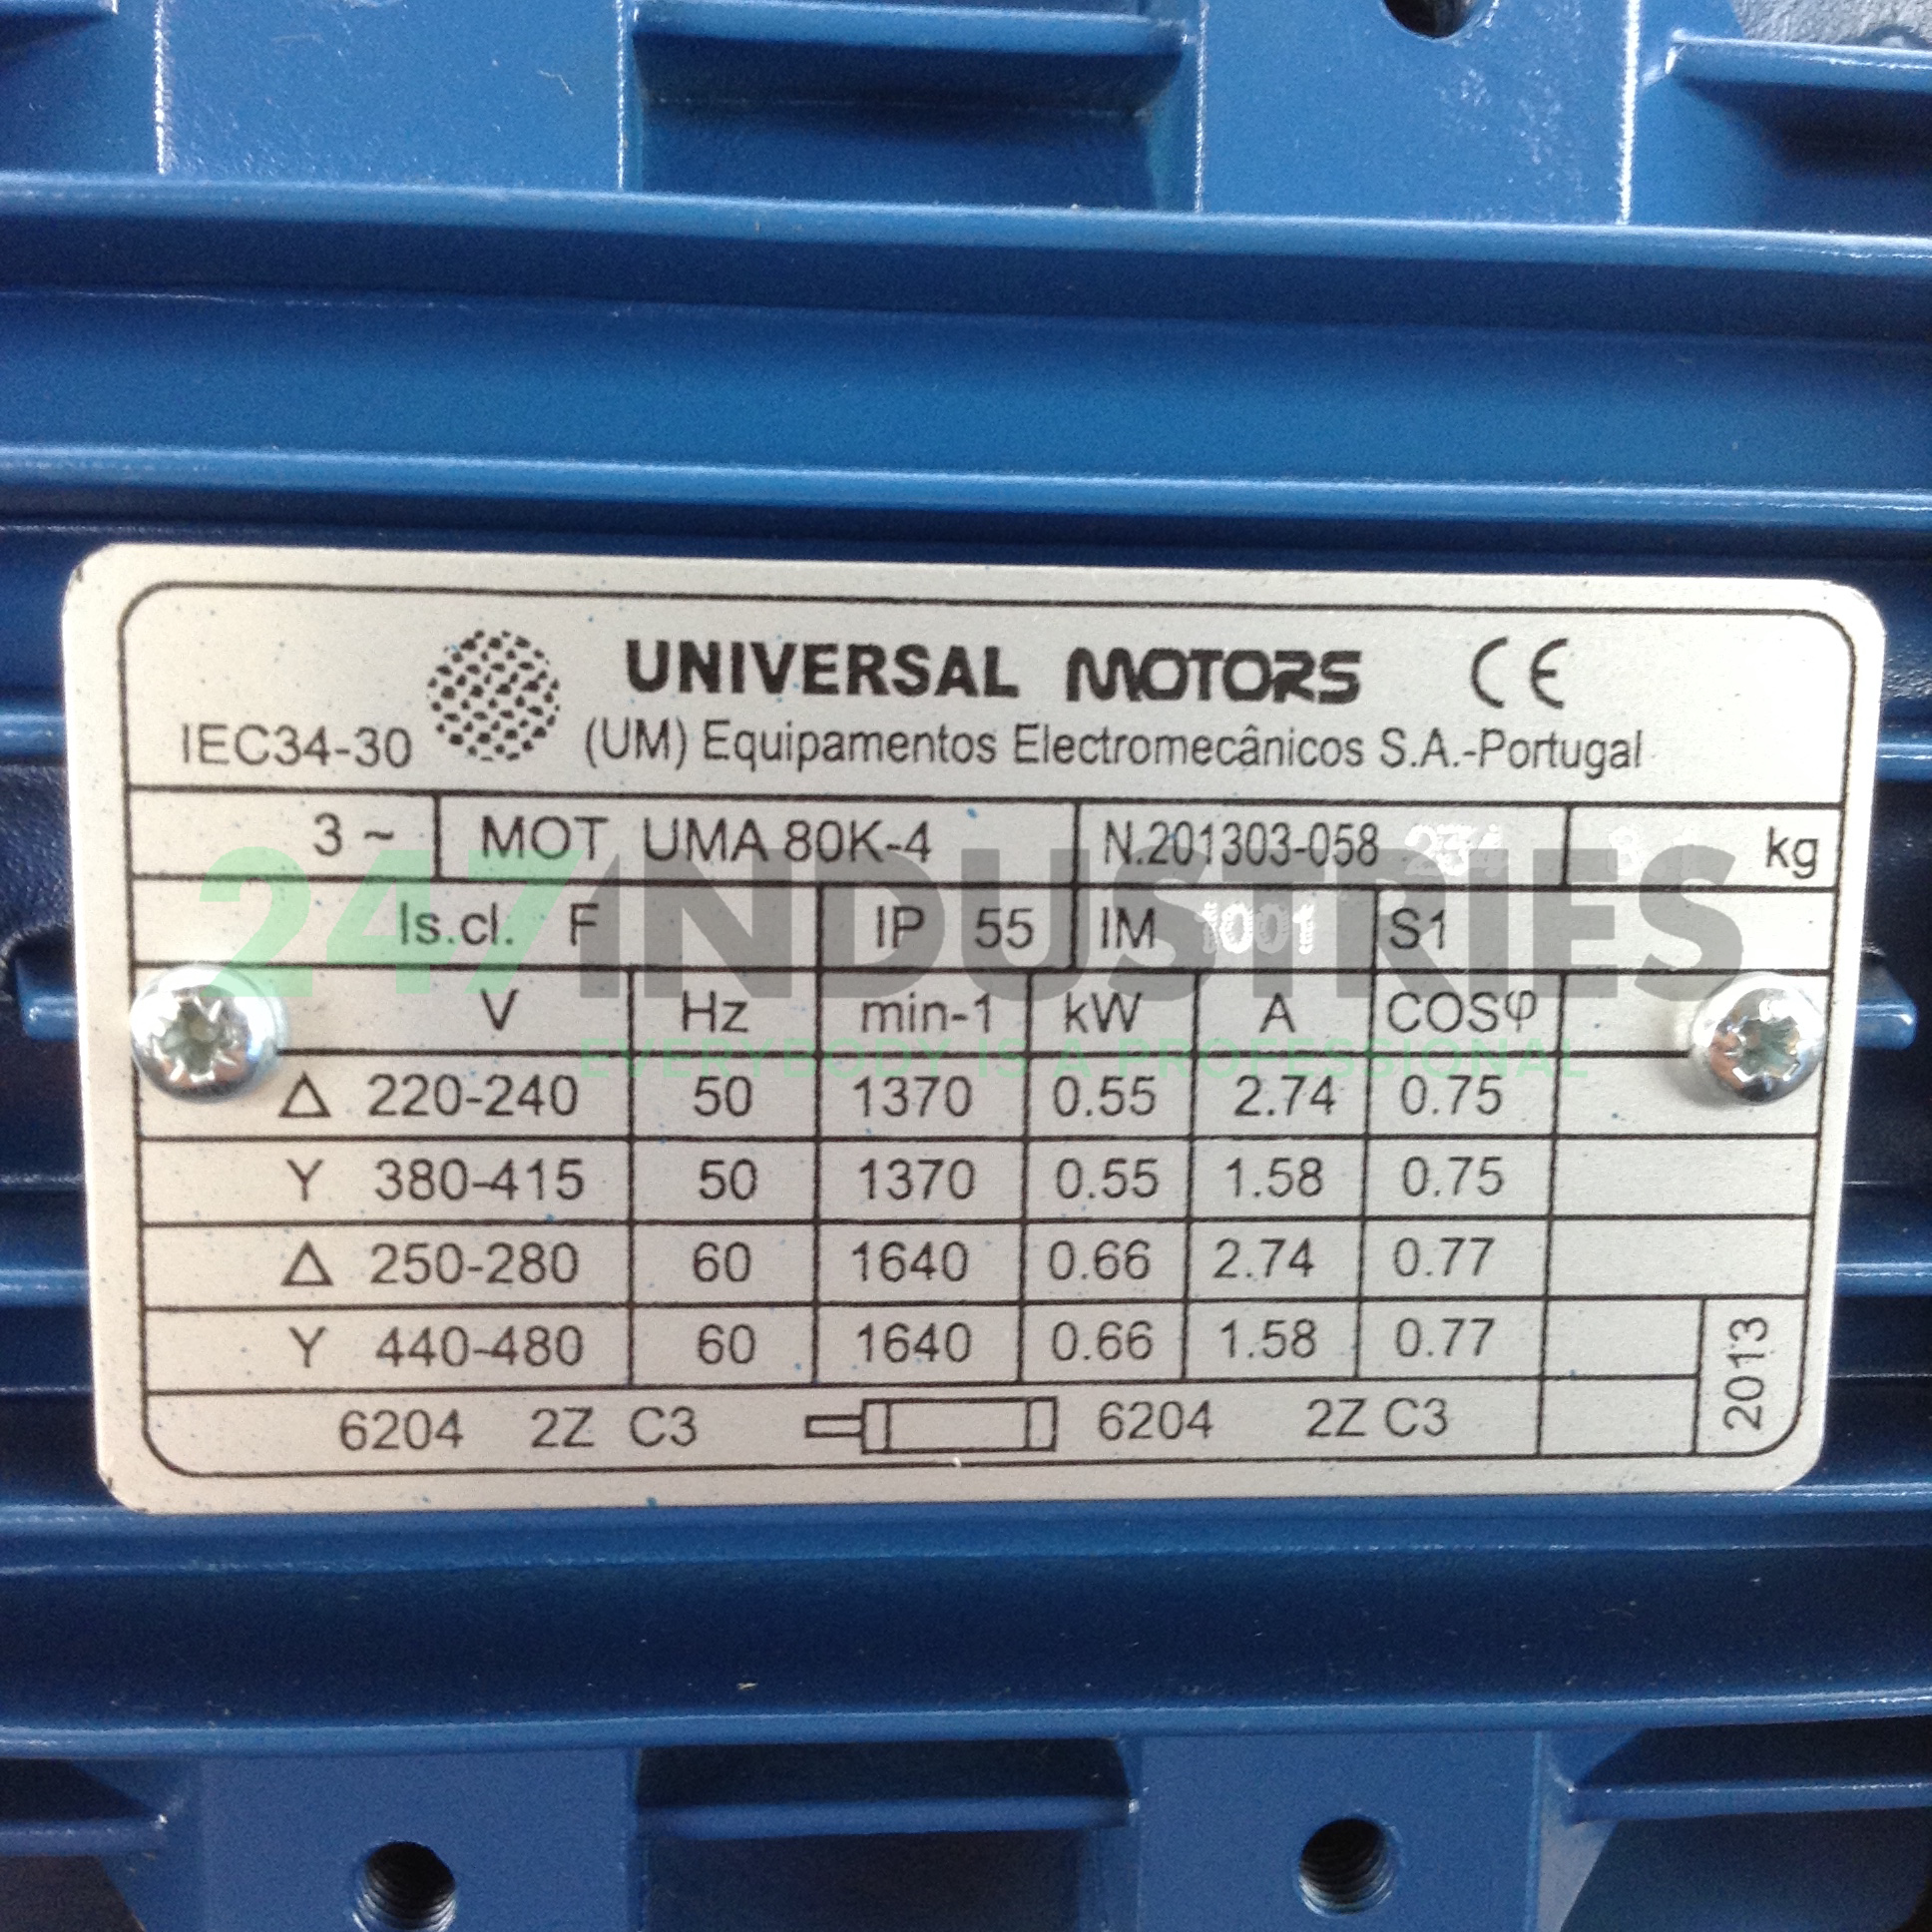 UNIVERSAL MOTORS CE
IEC34-30 (UM) Equipamentos Electromecânicos S.A.-Portugal
3 ~ MOT UMA 80K-4 N.201303-058 234 kg
247 INDUSTRIES
Is.cl. F IP 55 IM 1001 S1
V Hz min-1 kW A COSφ
EVERYBODY IS A PROFESSIONAL
Δ 220-240 50 1370 0.55 2.74 0.75
Y 380-415 50 1370 0.55 1.58 0.75
Δ 250-280 60 1640 0.66 2.74 0.77
Y 440-480 60 1640 0.66 1.58 0.77
2013
6204 2Z C3 6204 2Z C3